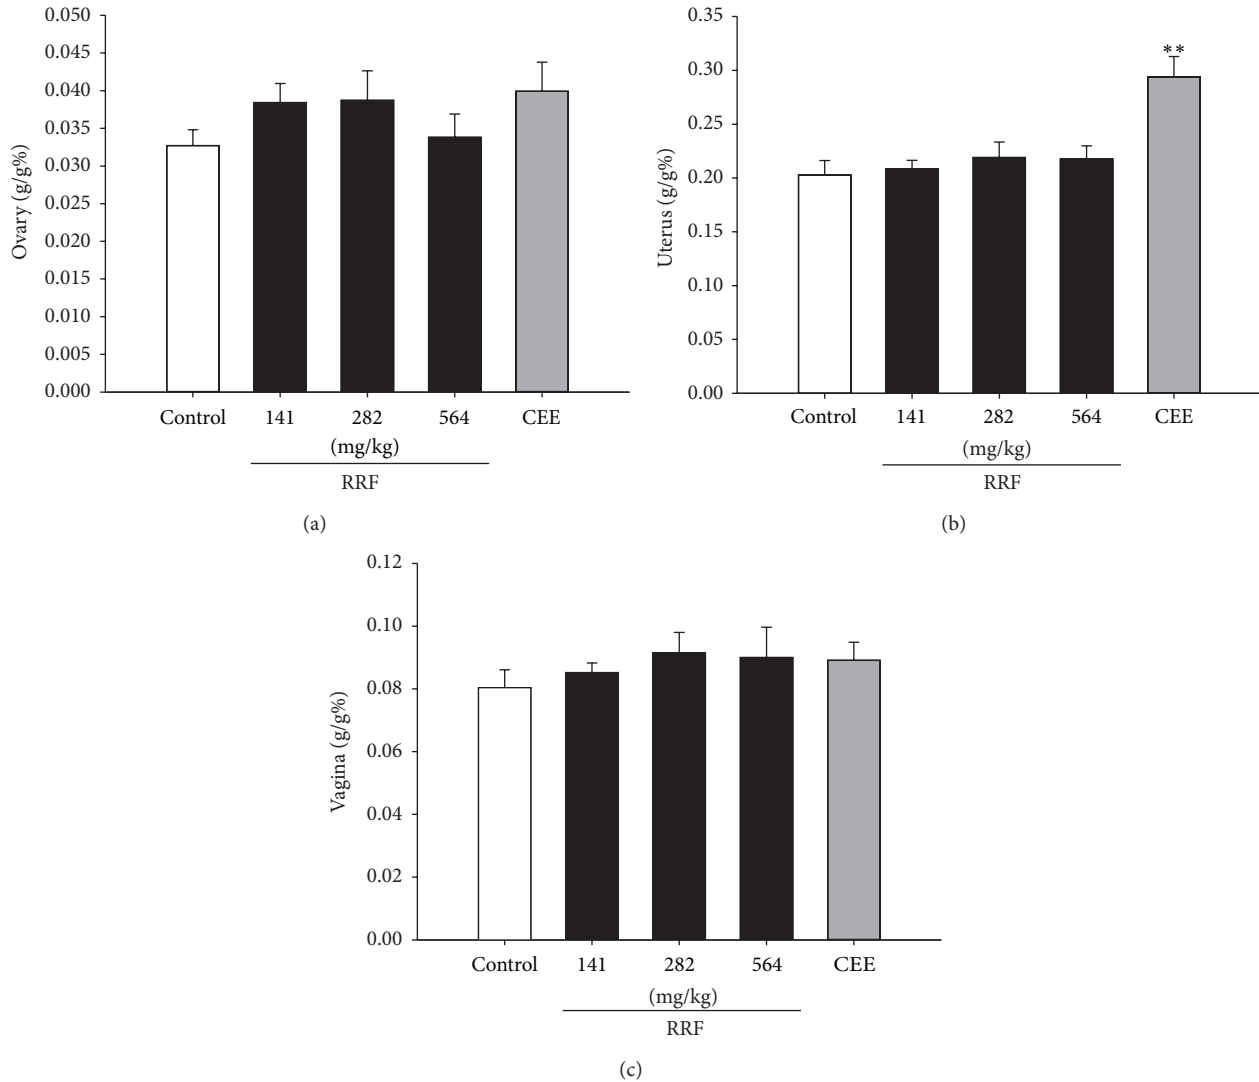 0.050
0.045
0.040
0.035
0.030
0.025
0.020
0.015
0.010
0.005
0.000
Ovary (g/g%)
Control 141 282 564 CEE
(mg/kg)
RRF
(a)
0.35
0.30
0.25
0.20
0.15
0.10
0.05
0.00
Uterus (g/g%)
**
Control 141 282 564 CEE
(mg/kg)
RRF
(b)
0.12
0.10
0.08
0.06
0.04
0.02
0.00
Vagina (g/g%)
Control 141 282 564 CEE
(mg/kg)
RRF
(c)